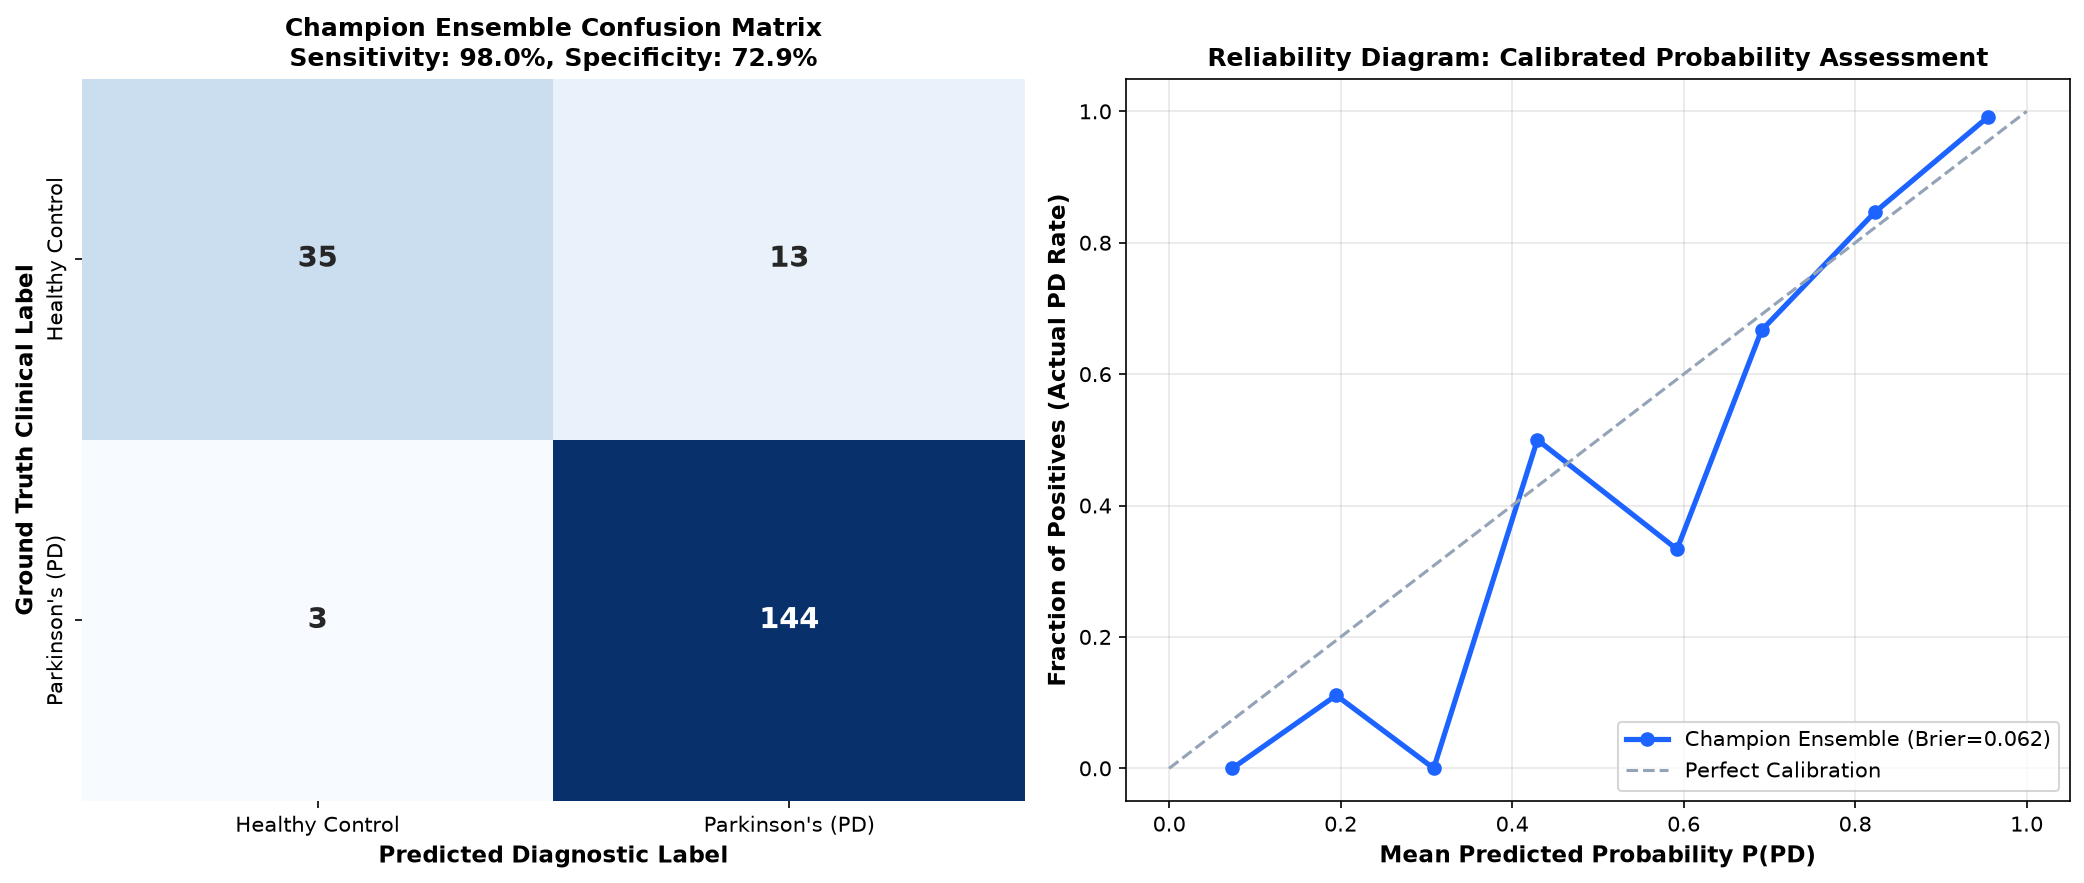 Champion Ensemble Confusion Matrix
Sensitivity: 98.0%, Specificity: 72.9%
Ground Truth Clinical Label
Healthy Control
Parkinson's (PD)
35
13
3
144
Healthy Control
Parkinson's (PD)
Predicted Diagnostic Label
Reliability Diagram: Calibrated Probability Assessment
Fraction of Positives (Actual PD Rate)
1.0
0.8
0.6
0.4
0.2
0.0
Champion Ensemble (Brier=0.062)
Perfect Calibration
0.0
0.2
0.4
0.6
0.8
1.0
Mean Predicted Probability P(PD)